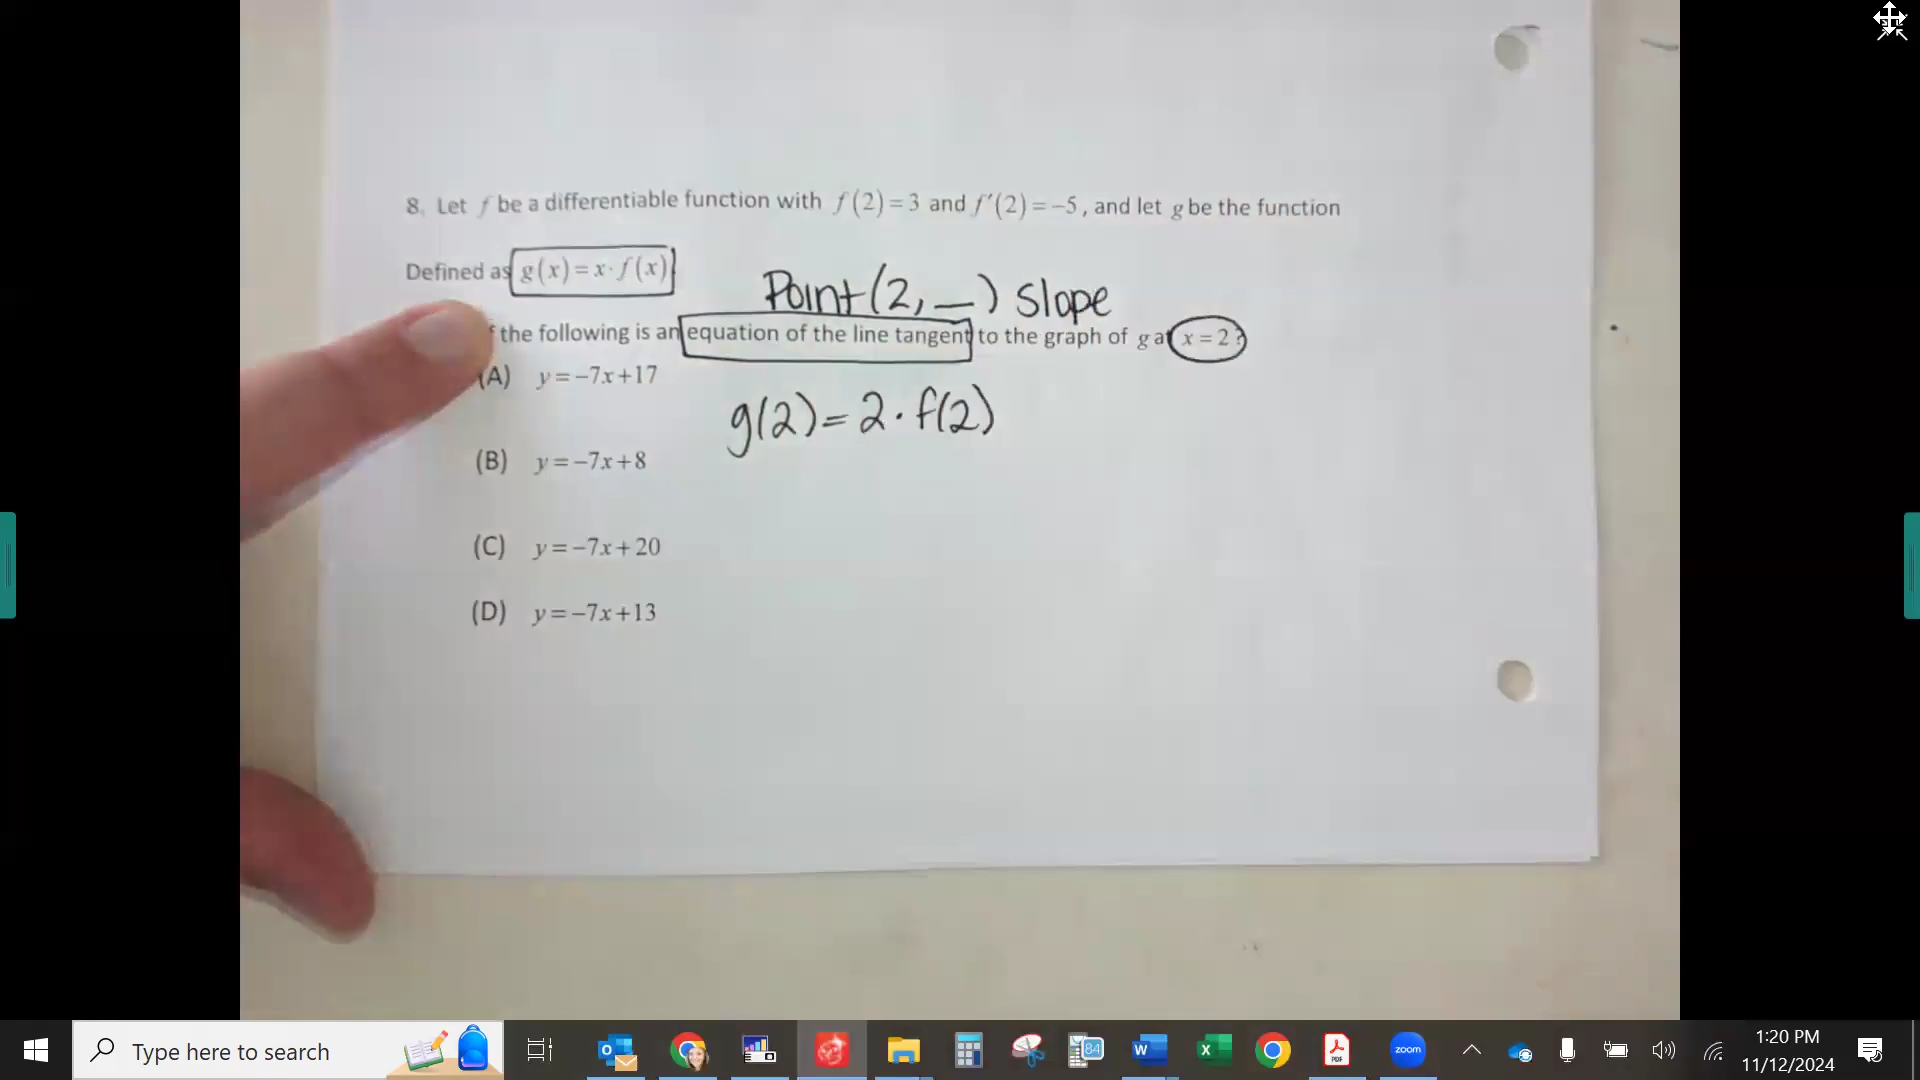 8. Let f be a differentiable function with f(2)=3 and f′(2)=−5, and let g be the function
Defined as g(x)=x·f(x)
Point (2, _) slope
the following is an equation of the line tangent to the graph of g at x=2?
(A) y=−7x+17
g(2)=2·f(2)
(B) y=−7x+8
(C) y=−7x+20
(D) y=−7x+13
Type here to search
84
zoom
1:20 PM
11/12/2024